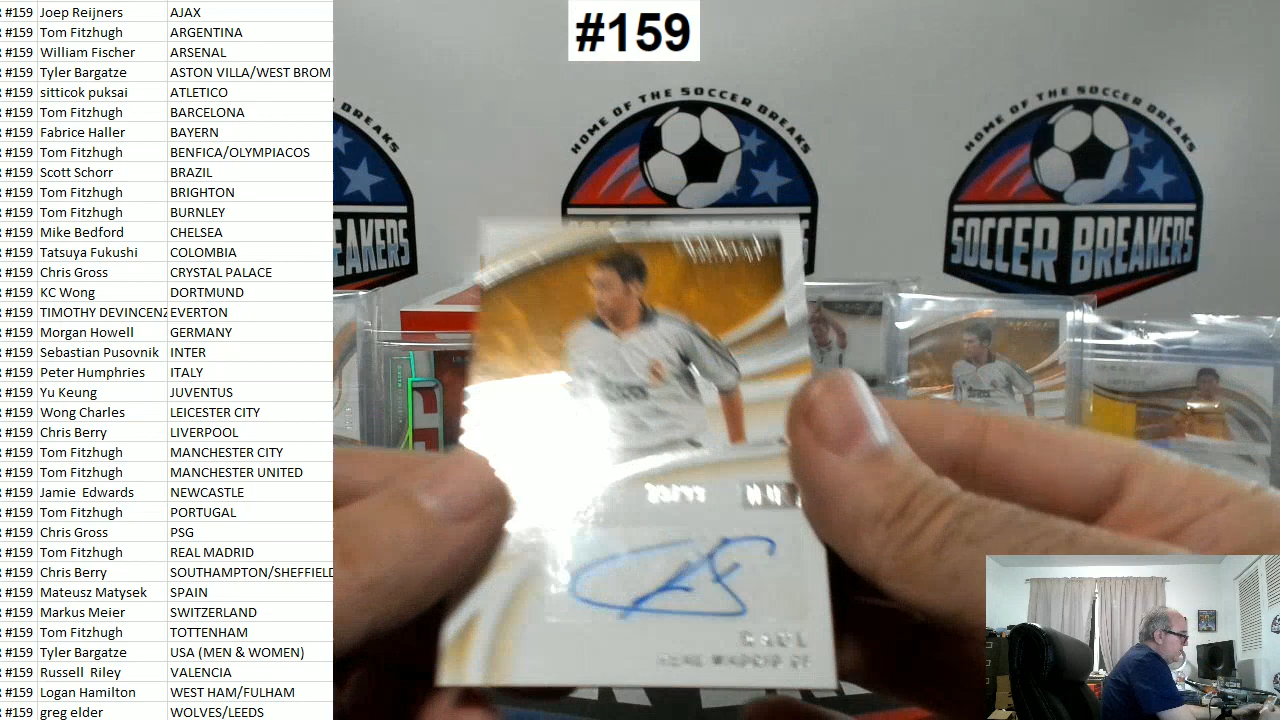 #159 Joep Reijners AJAX
#159 Tom Fitzhugh ARGENTINA
#159 William Fischer ARSENAL
#159 Tyler Bargatze ASTON VILLA/WEST BROM
#159 sitticok puksai ATLETICO
#159 Tom Fitzhugh BARCELONA
#159 Fabrice Haller BAYERN
#159 Tom Fitzhugh BENFICA/OLYMPIACOS
#159 Scott Schorr BRAZIL
#159 Tom Fitzhugh BRIGHTON
#159 Tom Fitzhugh BURNLEY
#159 Mike Bedford CHELSEA
#159 Tatsuya Fukushi COLOMBIA
#159 Chris Gross CRYSTAL PALACE
#159 KC Wong DORTMUND
#159 TIMOTHY DEVINCENZ EVERTON
#159 Morgan Howell GERMANY
#159 Sebastian Pusovnik INTER
#159 Peter Humphries ITALY
#159 Yu Keung JUVENTUS
#159 Wong Charles LEICESTER CITY
#159 Chris Berry LIVERPOOL
#159 Tom Fitzhugh MANCHESTER CITY
#159 Tom Fitzhugh MANCHESTER UNITED
#159 Jamie Edwards NEWCASTLE
#159 Tom Fitzhugh PORTUGAL
#159 Chris Gross PSG
#159 Tom Fitzhugh REAL MADRID
#159 Chris Berry SOUTHAMPTON/SHEFFIELD
#159 Mateusz Matysek SPAIN
#159 Markus Meier SWITZERLAND
#159 Tom Fitzhugh TOTTENHAM
#159 Tyler Bargatze USA (MEN & WOMEN)
#159 Russell Riley VALENCIA
#159 Logan Hamilton WEST HAM/FULHAM
#159 greg elder WOLVES/LEEDS
#159
BREAKS
EAKERS
HOME OF THE SOCCER BREAKS
HOME OF THE SOCCER BREAKS
SOCCER BREAKERS
RAUL
REAL MADRID CF